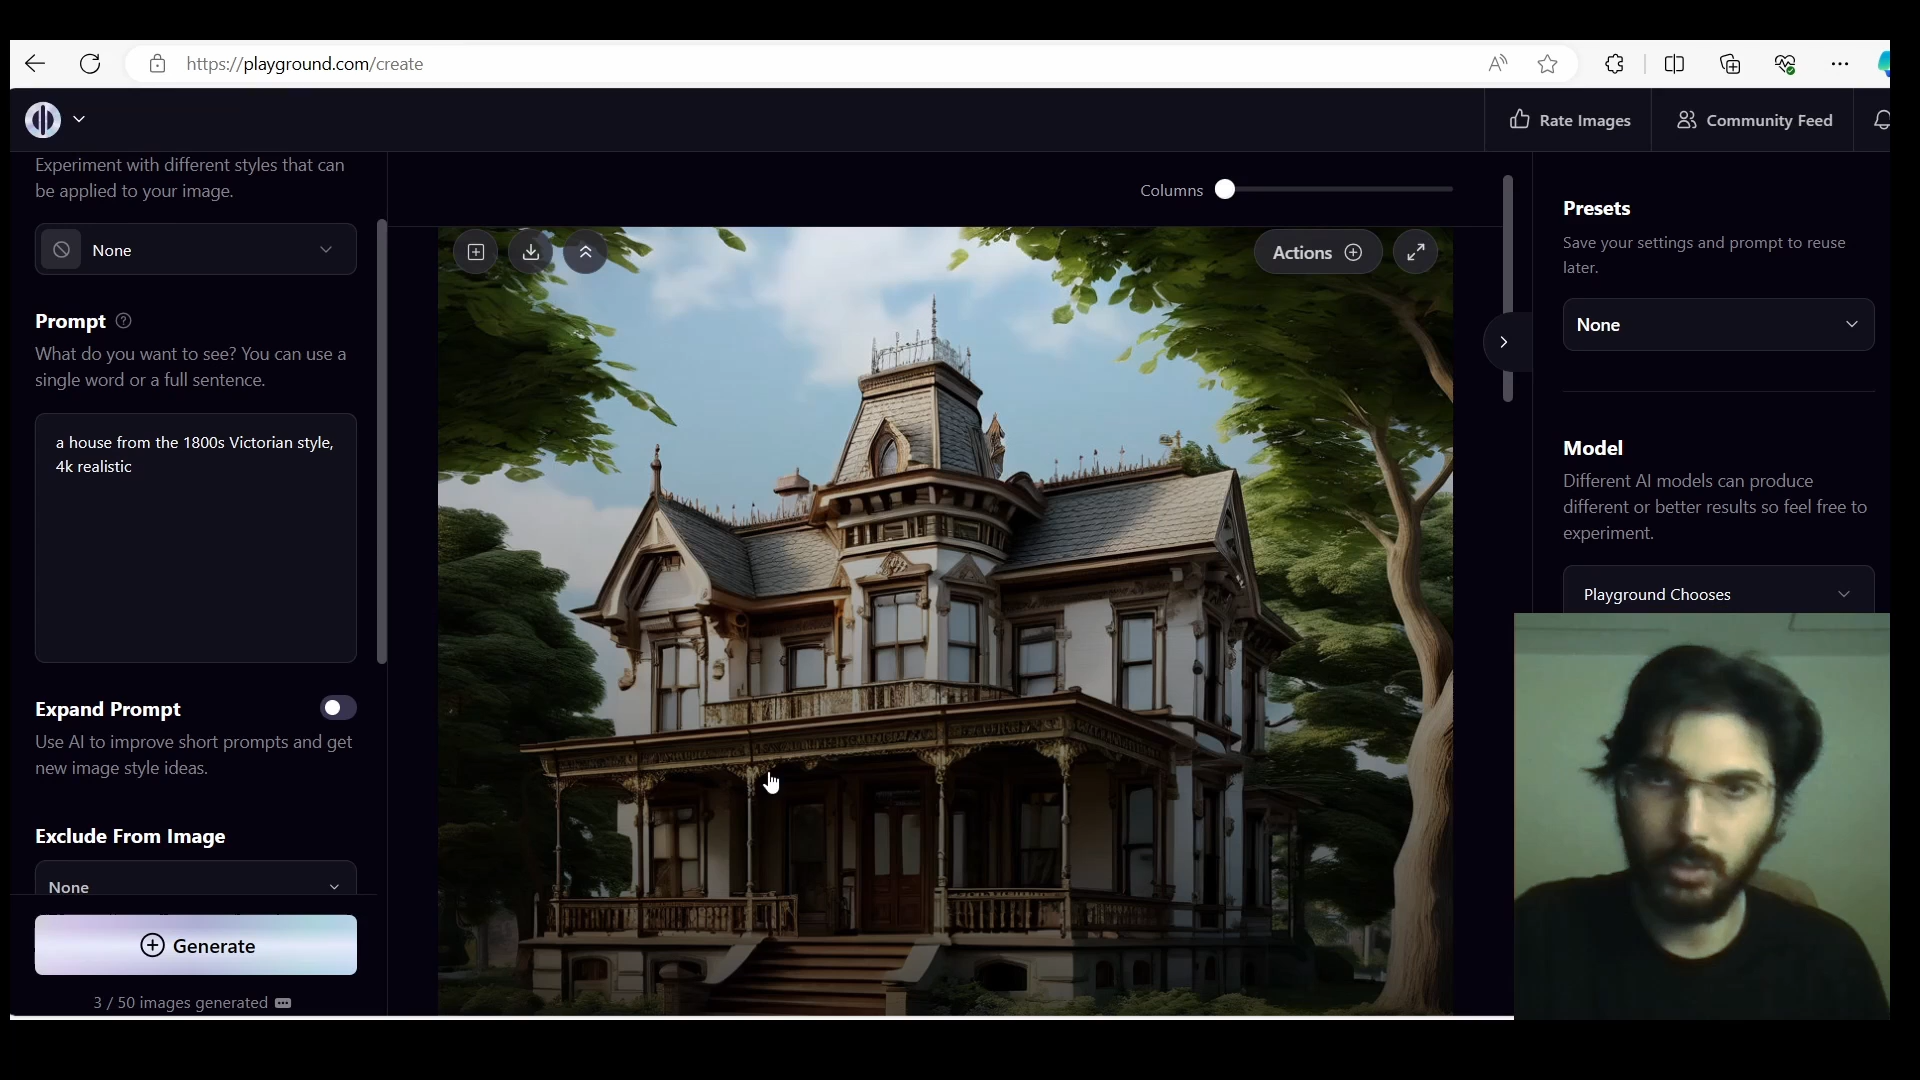 https://playground.com/create
Rate Images
Community Feed
Experiment with different styles that can
be applied to your image.
None
Prompt
What do you want to see? You can use a
single word or a full sentence.
a house from the 1800s Victorian style,
4k realistic
Expand Prompt
Use AI to improve short prompts and get
new image style ideas.
Exclude From Image
None
Generate
3 / 50 images generated
Columns
Actions
Presets
Save your settings and prompt to reuse
later.
None
Model
Different AI models can produce
different or better results so feel free to
experiment.
Playground Chooses